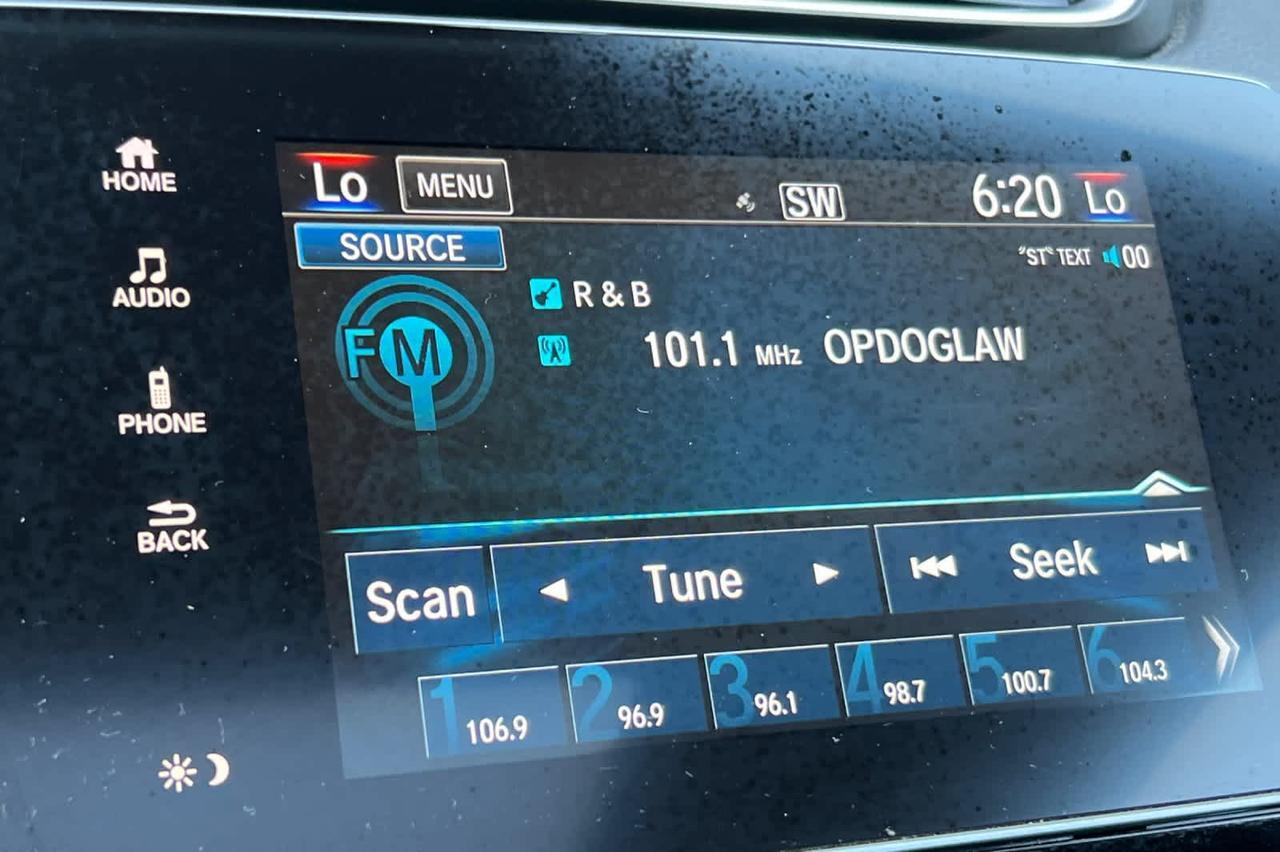 HOME
AUDIO
PHONE
BACK
Lo MENU SW 6:20 Lo
SOURCE "ST" TEXT 00
FM
R & B
101.1 MHz OPDOGLAW
Scan Tune Seek
1 106.9 2 96.9 3 96.1 4 98.7 5 100.7 6 104.3